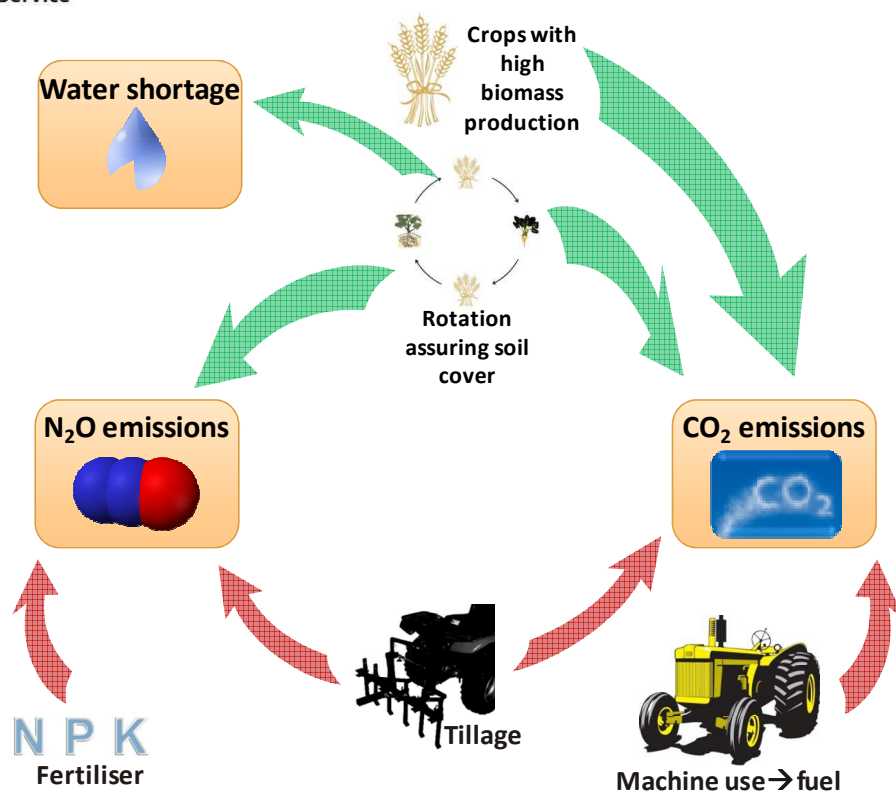 Crops with
high
biomass
production
Water shortage
Rotation
assuring soil
cover
N₂O emissions
CO₂ emissions
CO₂
Tillage
N P K
Fertiliser
Machine use→fuel